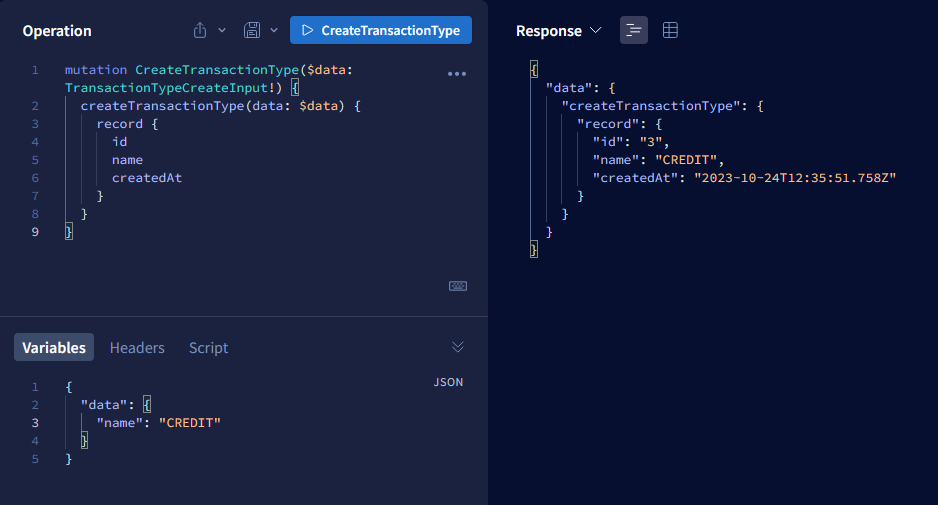 Operation
CreateTransactionType
1 mutation CreateTransactionType($data:
TransactionTypeCreateInput!) {
2 createTransactionType(data: $data) {
3 record {
4 id
5 name
6 createdAt
7 }
8 }
9 }
Variables Headers Script
JSON
1 {
2 "data": {
3 "name": "CREDIT"
4 }
5 }
Response
{
"data": {
"createTransactionType": {
"record": {
"id": "3",
"name": "CREDIT",
"createdAt": "2023-10-24T12:35:51.758Z"
}
}
}
}